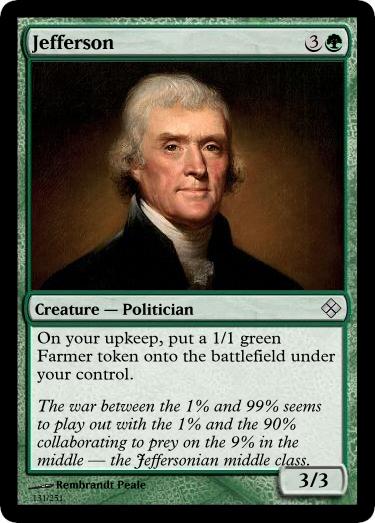 Jefferson 3
Creature — Politician
On your upkeep, put a 1/1 green
Farmer token onto the battlefield under
your control.
The war between the 1% and 99% seems
to play out with the 1% and the 90%
collaborating to prey on the 9% in the
middle — the Jeffersonian middle class.
Rembrandt Peale
131/251
3/3